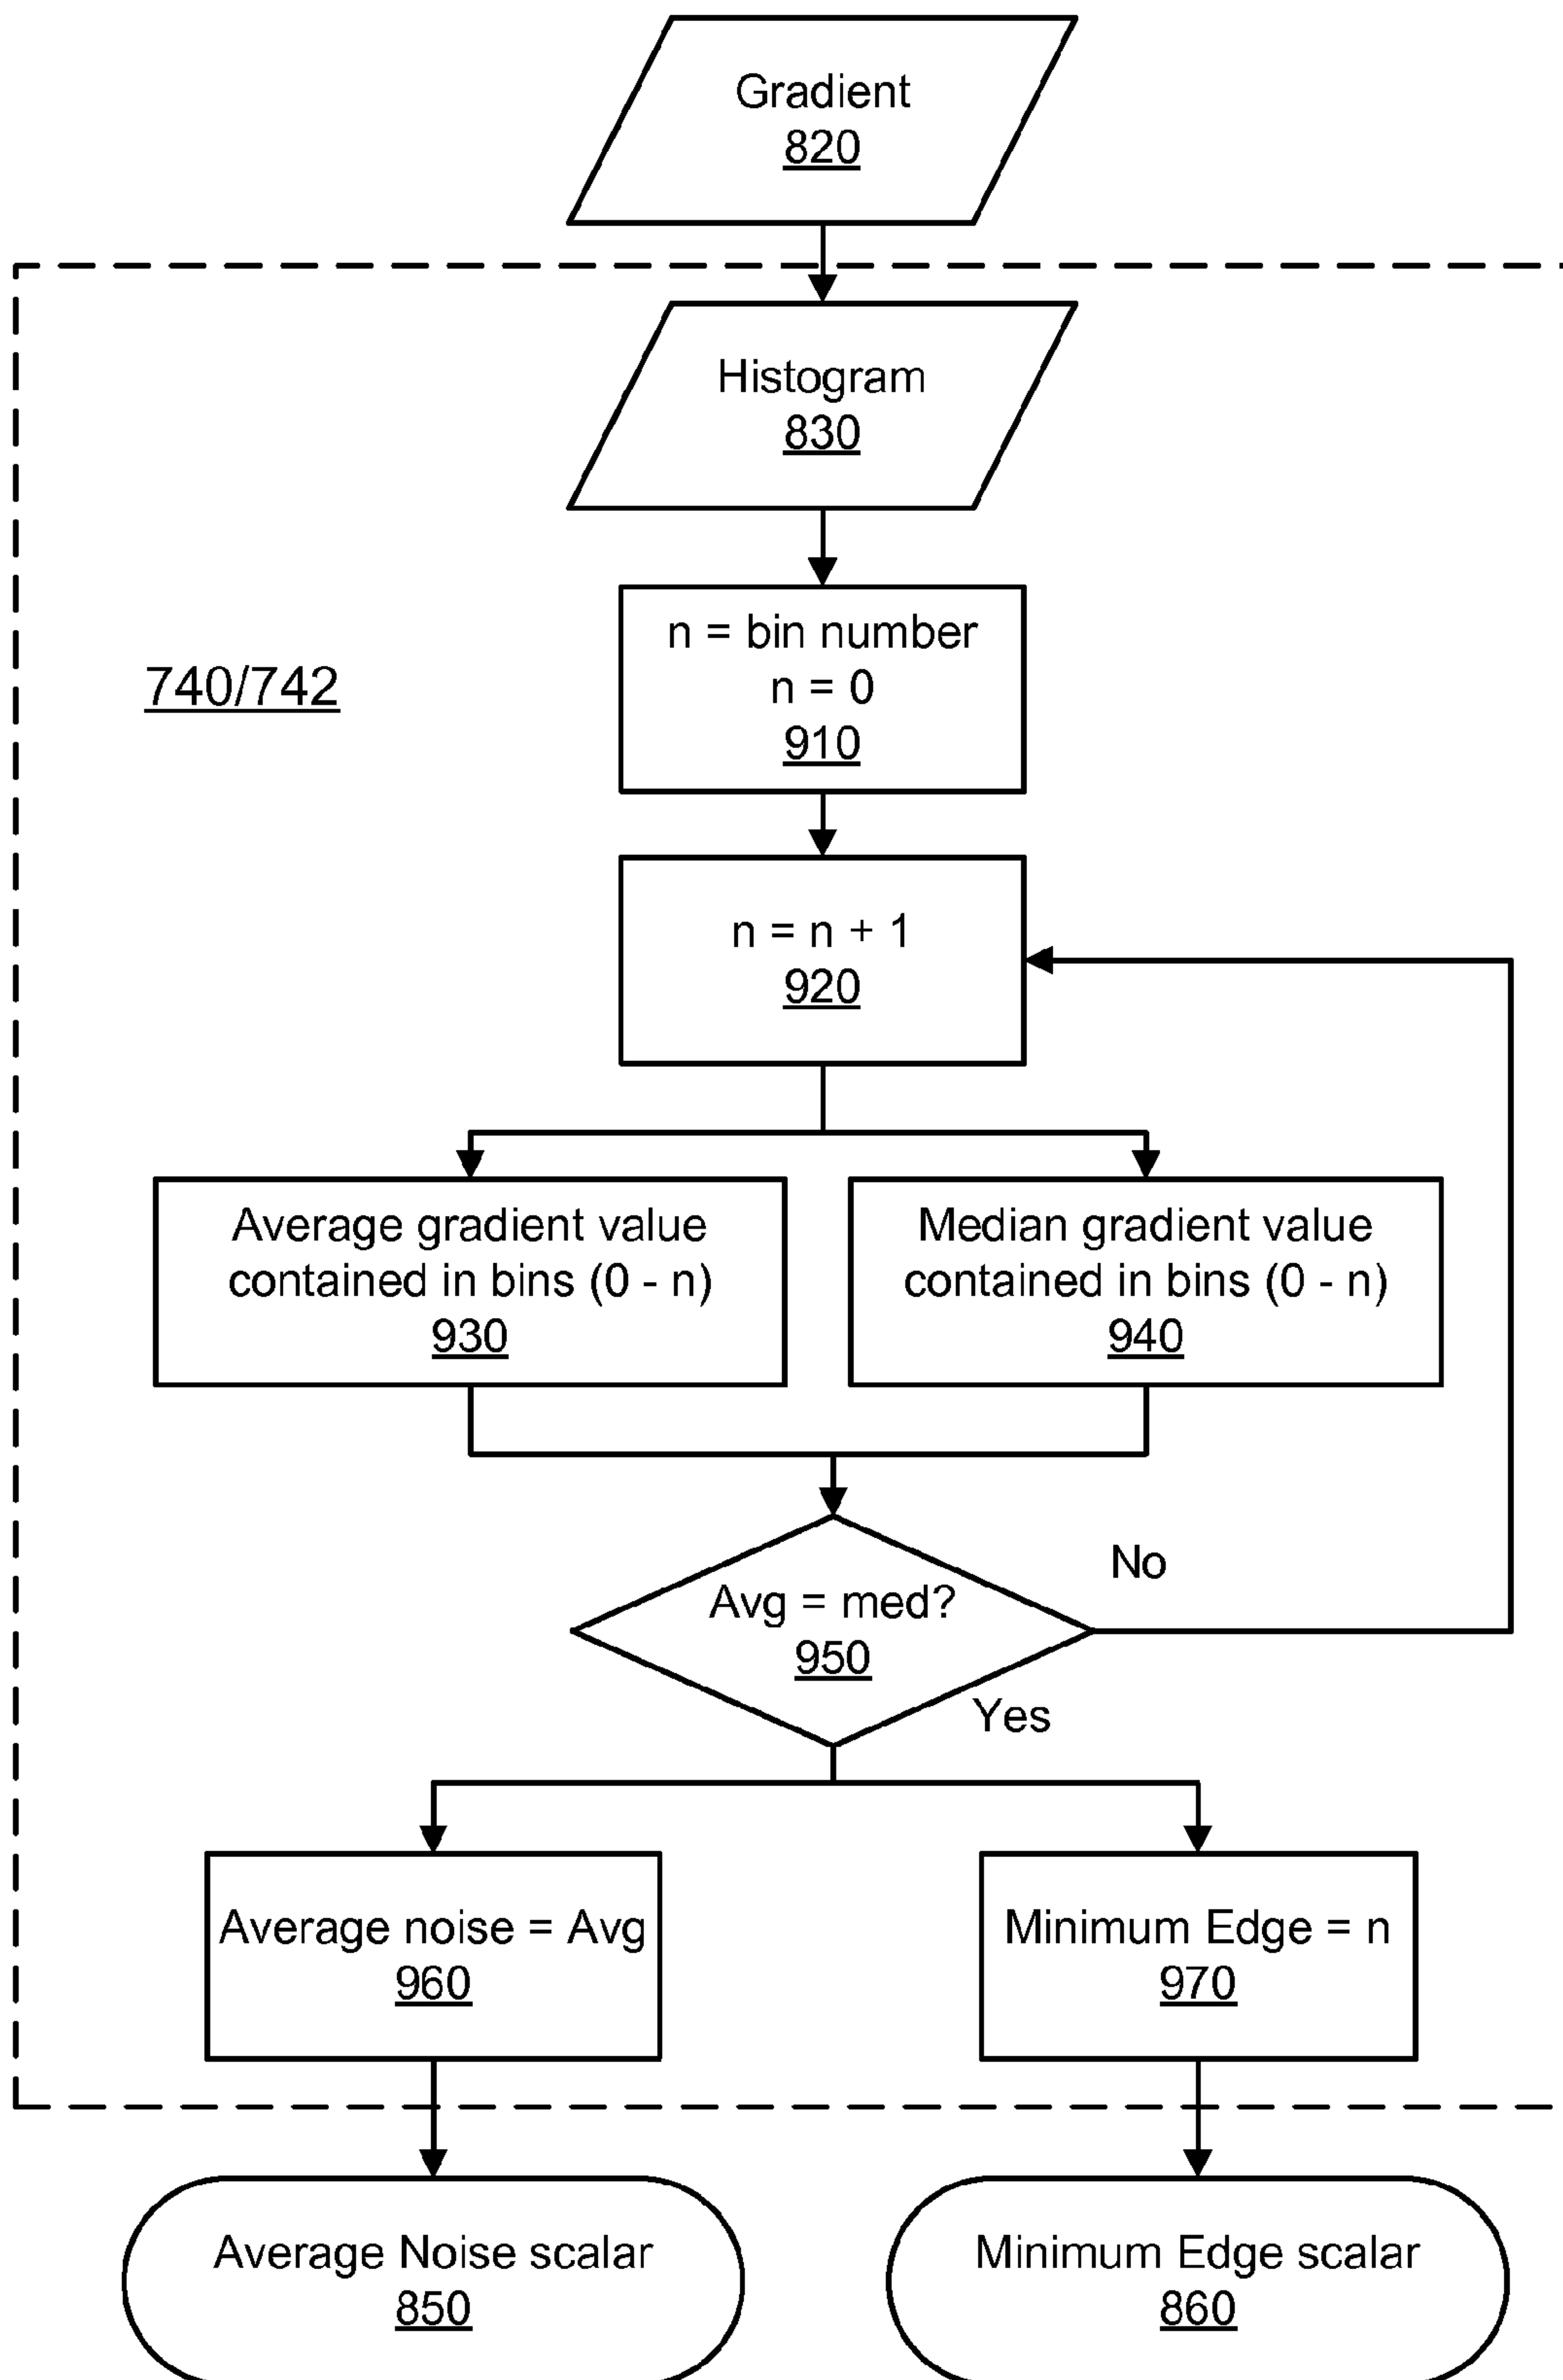 Gradient
820
Histogram
830
n = bin number
n = 0
910
740/742
n = n + 1
920
Average gradient value
contained in bins (0 - n)
930
Median gradient value
contained in bins (0 - n)
940
No
Avg = med?
950
Yes
Average noise = Avg
960
Minimum Edge = n
970
Average Noise scalar
850
Minimum Edge scalar
860